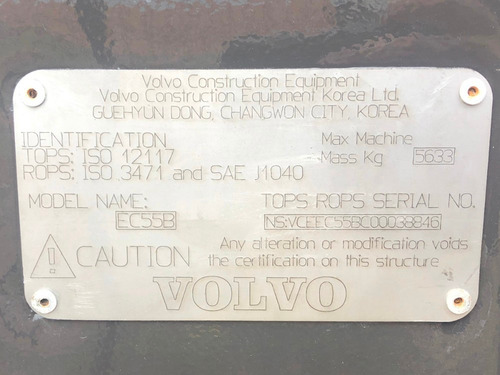 Volvo Construction Equipment
Volvo Construction Equipment Korea Ltd.
GUEHYUN DONG, CHANGWON CITY, KOREA
IDENTIFICATION
TOPS: ISO 12117
ROPS: ISO 3471 and SAE J1040
Max Machine
Mass Kg 5633
MODEL NAME:
EC55B
TOPS ROPS SERIAL NO.
NS:VCEEC55BC00038846
CAUTION
Any alteration or modification voids
the certification on this structure
VOLVO